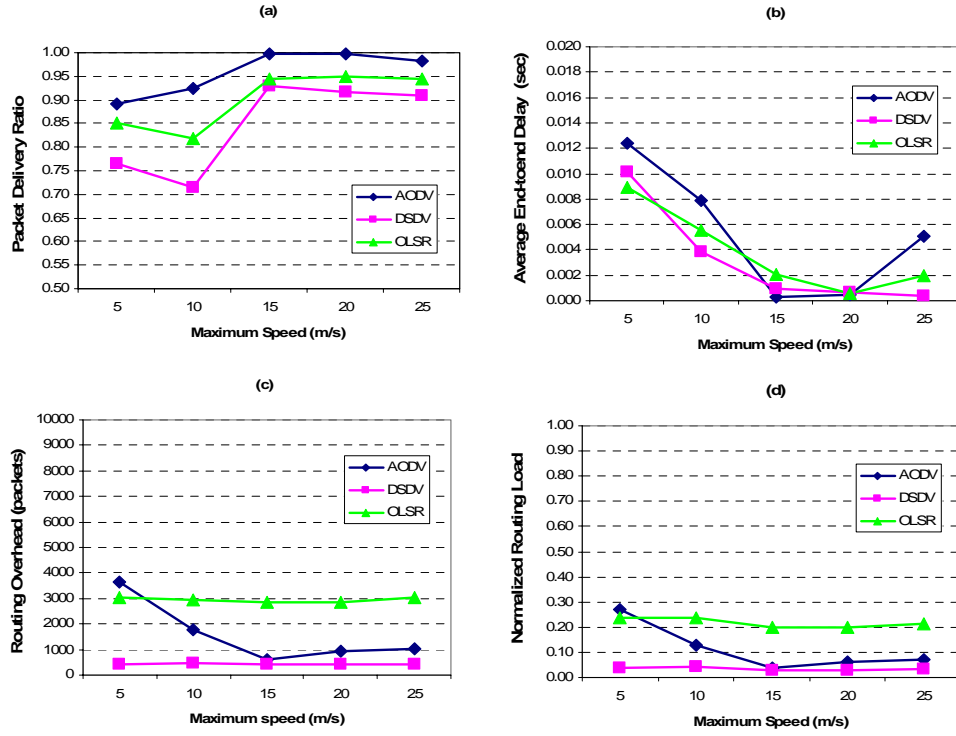 (a)
Packet Delivery Ratio
1.00
0.95
0.90
0.85
0.80
0.75
0.70
0.65
0.60
0.55
0.50
AODV
DSDV
OLSR
5 10 15 20 25
Maximum Speed (m/s)
(b)
Average End-toend Delay (sec)
0.020
0.018
0.016
0.014
0.012
0.010
0.008
0.006
0.004
0.002
0.000
AODV
DSDV
OLSR
5 10 15 20 25
Maximum Speed (m/s)
(c)
Routing Overhead (packets)
10000
9000
8000
7000
6000
5000
4000
3000
2000
1000
0
AODV
DSDV
OLSR
5 10 15 20 25
Maximum speed (m/s)
(d)
Normalized Routing Load
1.00
0.90
0.80
0.70
0.60
0.50
0.40
0.30
0.20
0.10
0.00
AODV
DSDV
OLSR
5 10 15 20 25
Maximum Speed (m/s)